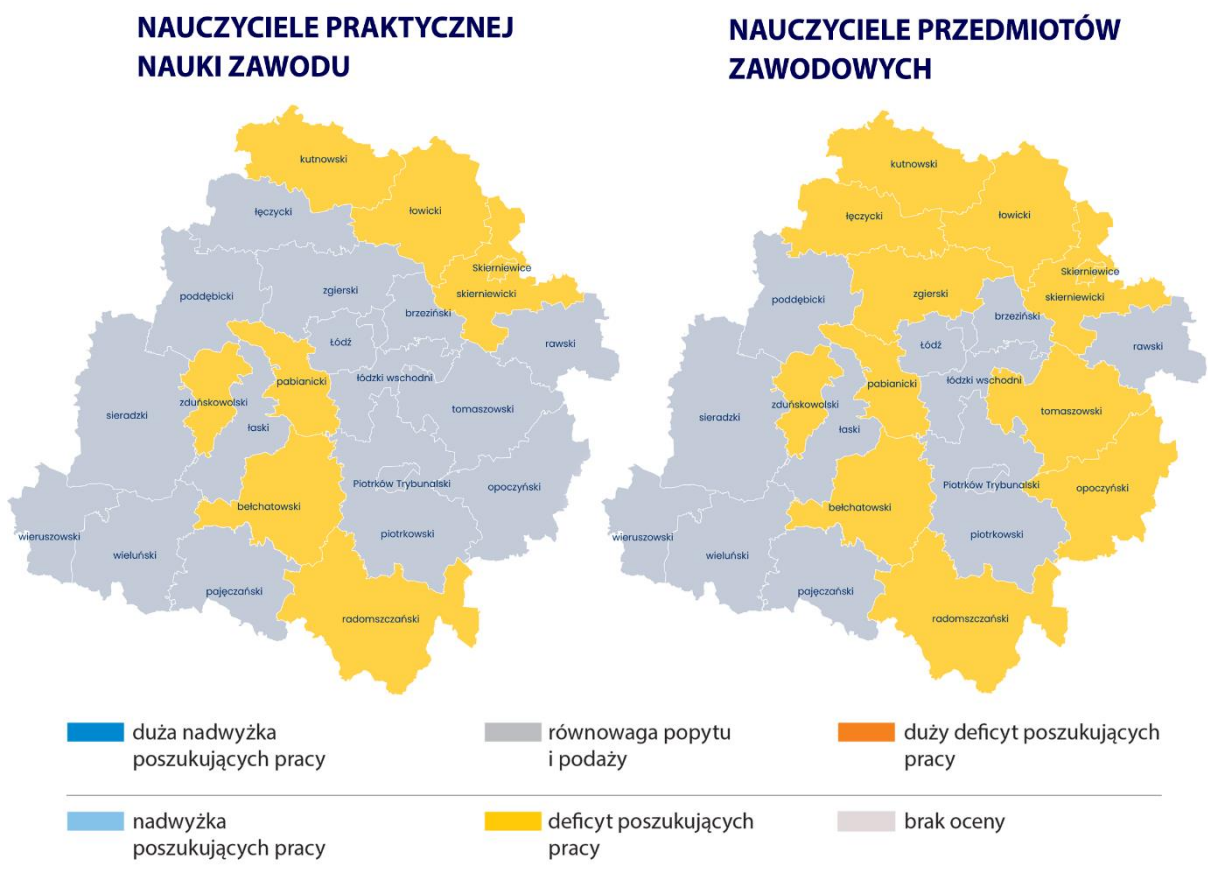 NAUCZYCIELE PRAKTYCZNEJ
NAUKI ZAWODU
kutnowski
łęczycki
łowicki
Skierniewice
skierniewicki
poddębicki
zgierski
brzeziński
rawski
Łódź
pabianicki
łódzki wschodni
zduńskowolski
sieradzki
łaski
tomaszowski
Piotrków Trybunalski
opoczyński
bełchatowski
wieruszowski
wieluński
piotrkowski
pajęczański
radomszczański
NAUCZYCIELE PRZEDMIOTÓW
ZAWODOWYCH
kutnowski
łęczycki
łowicki
Skierniewice
skierniewicki
poddębicki
zgierski
brzeziński
rawski
Łódź
pabianicki
łódzki wschodni
zduńskowolski
sieradzki
łaski
tomaszowski
Piotrków Trybunalski
opoczyński
bełchatowski
wieruszowski
wieluński
piotrkowski
pajęczański
radomszczański
duża nadwyżka
poszukujących pracy
równowaga popytu
i podaży
duży deficyt poszukujących
pracy
nadwyżka
poszukujących pracy
deficyt poszukujących
pracy
brak oceny